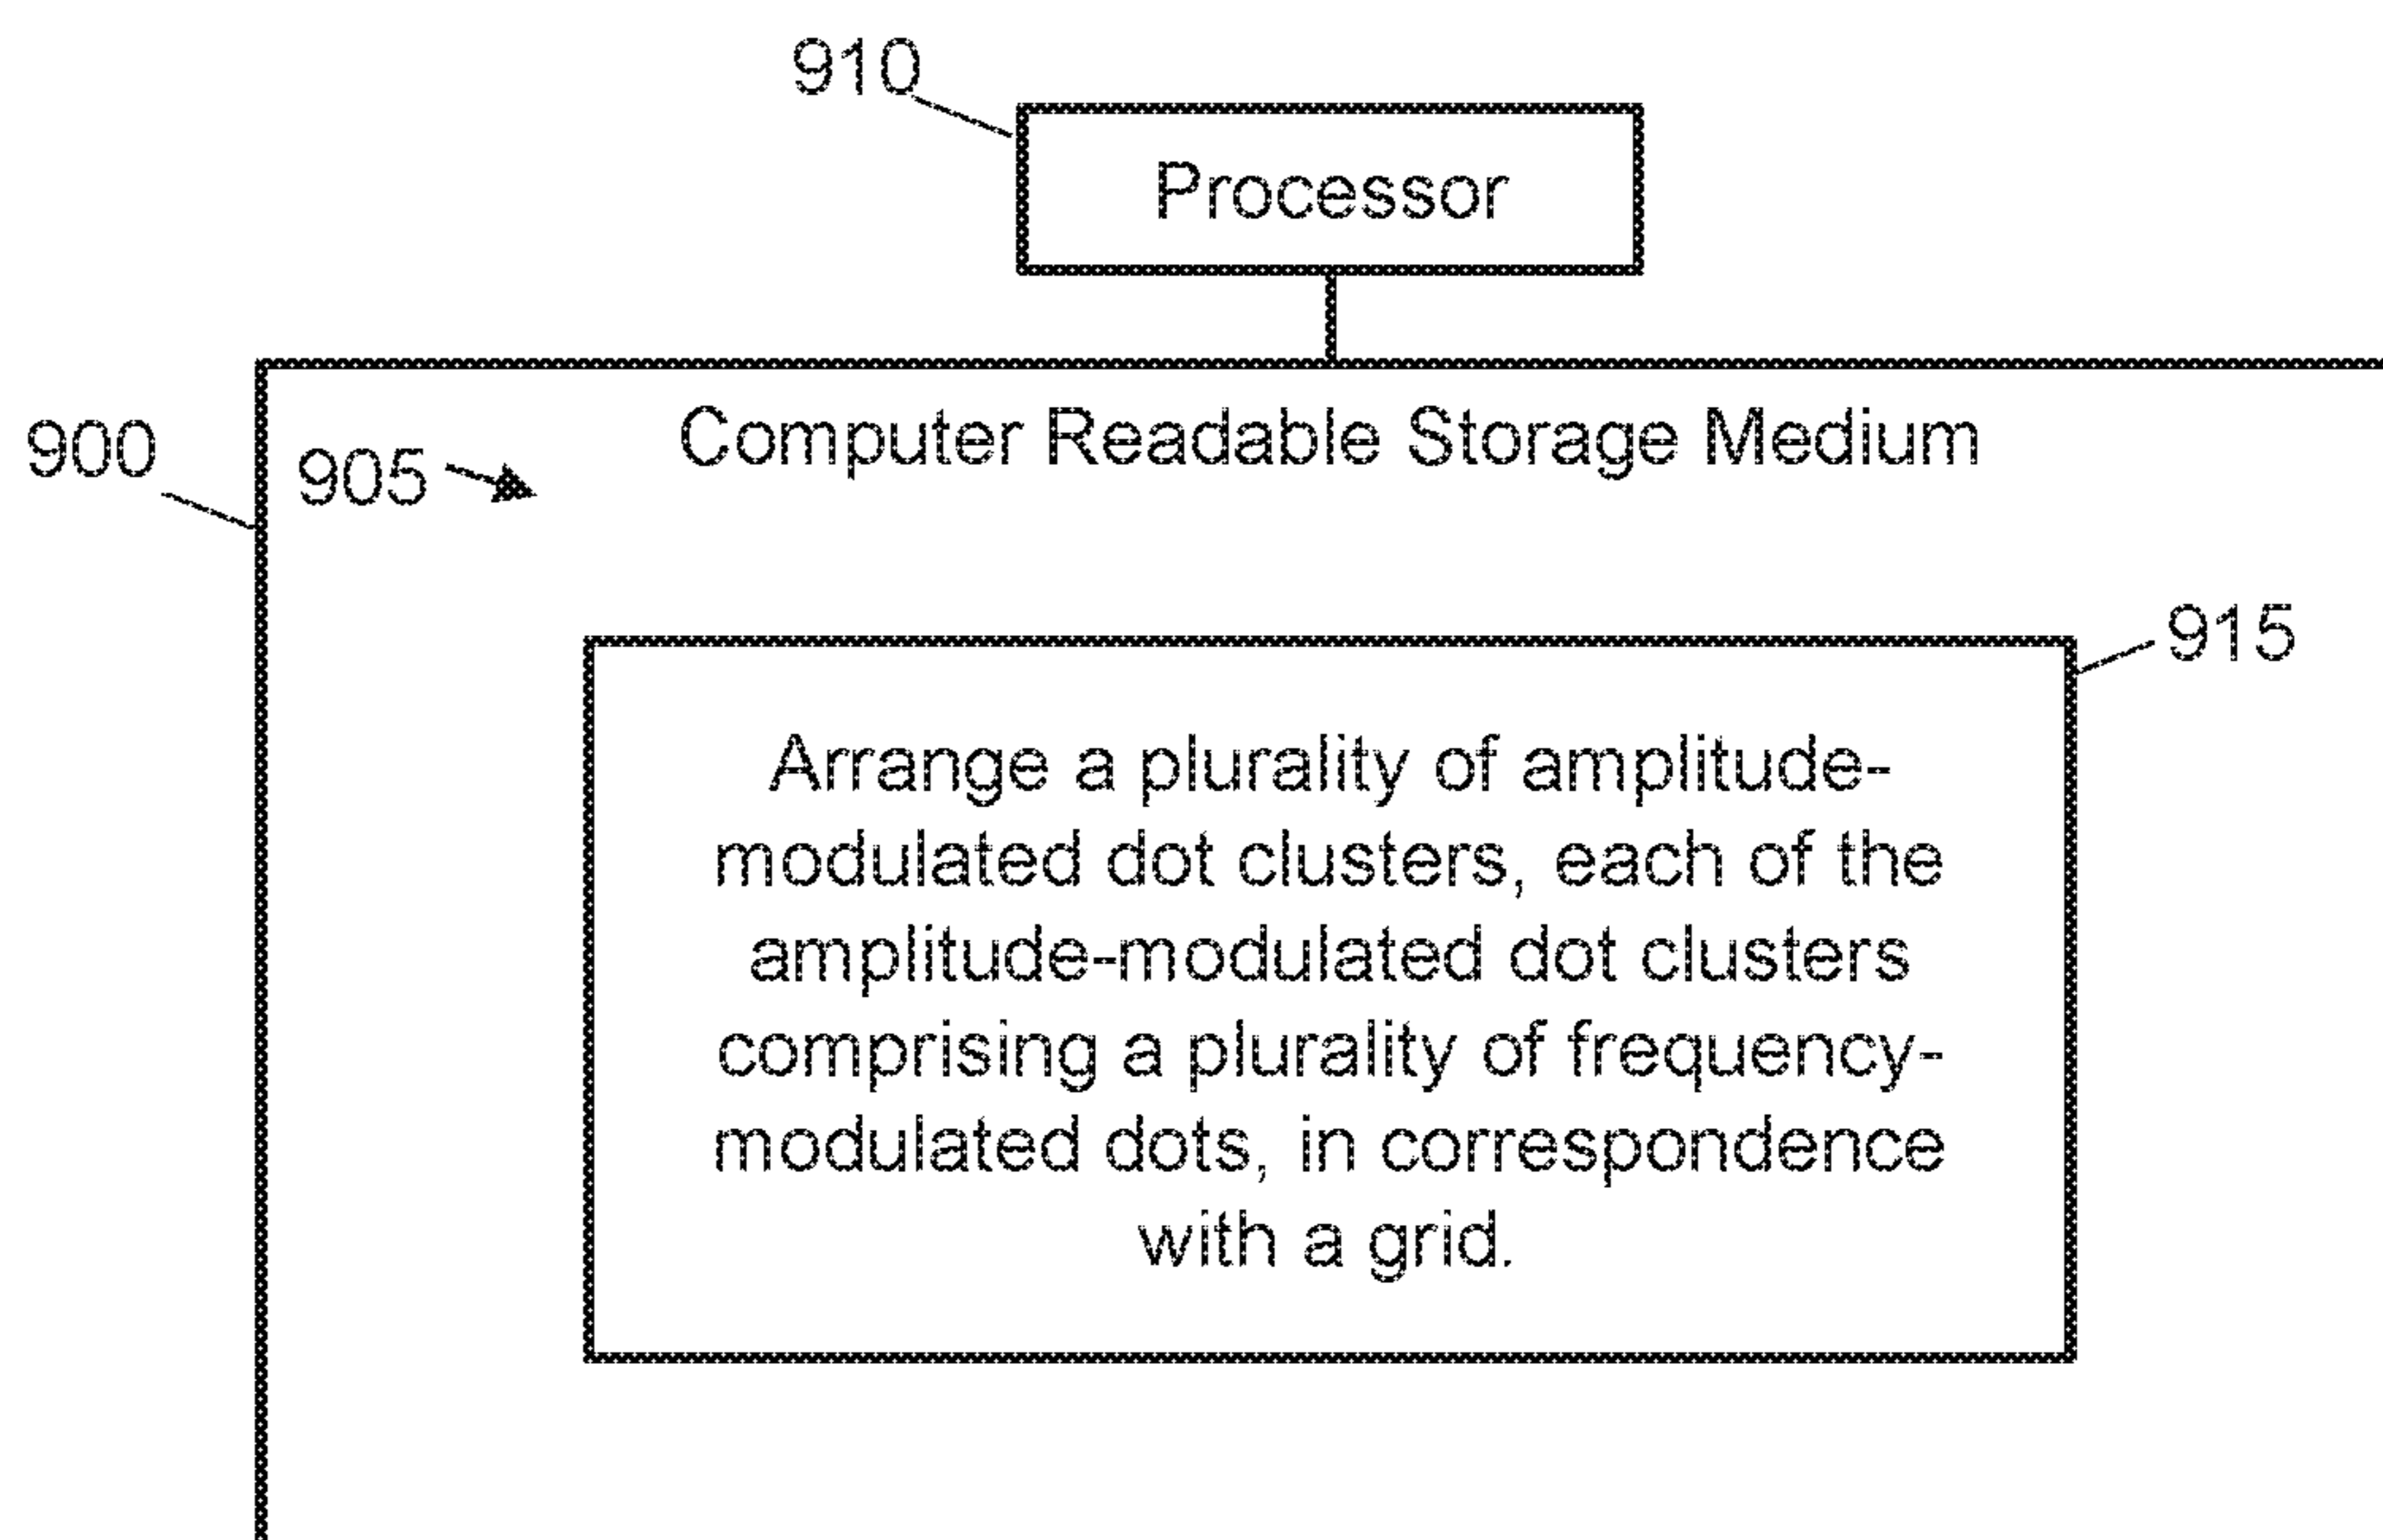 910
Processor
Computer Readable Storage Medium
900
905
915
Arrange a plurality of amplitude-
modulated dot clusters, each of the
amplitude-modulated dot clusters
comprising a plurality of frequency-
modulated dots, in correspondence
with a grid.